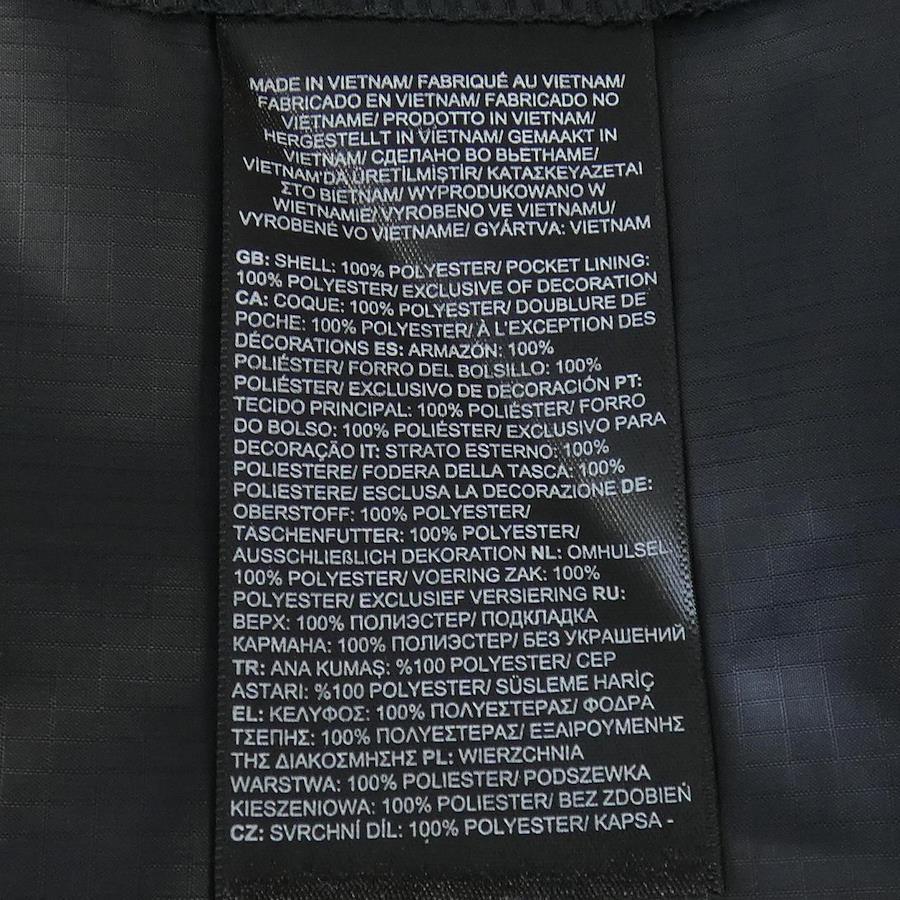 MADE IN VIETNAM/ FABRIQUÉ AU VIETNAM/
FABRICADO EN VIETNAM/ FABRICADO NO
VIETNAME/ PRODOTTO IN VIETNAM/
HERGESTELLT IN VIETNAM/ GEMAAKT IN
VIETNAM/ СДЕЛАНО ВО ВЬЕТНАМЕ/
VİETNAM'DA ÜRETİLMİŞTİR/ ΚΑΤΑΣΚΕΥΑΖΕΤΑΙ
ΣΤΟ ΒΙΕΤΝΑΜ/ WYPRODUKOWANO W
WIETNAMIE/ VYROBENO VE VIETNAMU/
VYROBENÉ VO VIETNAME/ GYÁRTVA: VIETNAM
GB: SHELL: 100% POLYESTER/ POCKET LINING:
100% POLYESTER/ EXCLUSIVE OF DECORATION
CA: COQUE: 100% POLYESTER/ DOUBLURE DE
POCHE: 100% POLYESTER/ À L'EXCEPTION DES
DÉCORATIONS ES: ARMAZÓN: 100%
POLIÉSTER/ FORRO DEL BOLSILLO: 100%
POLIÉSTER/ EXCLUSIVO DE DECORACIÓN PT:
TECIDO PRINCIPAL: 100% POLIÉSTER/ FORRO
DO BOLSO: 100% POLIÉSTER/ EXCLUSIVO PARA
DECORAÇÃO IT: STRATO ESTERNO: 100%
POLIESTERE/ FODERA DELLA TASCA: 100%
POLIESTERE/ ESCLUSA LA DECORAZIONE DE:
OBERSTOFF: 100% POLYESTER/
TASCHENFUTTER: 100% POLYESTER/
AUSSCHLIEßLICH DEKORATION NL: OMHULSEL:
100% POLYESTER/ VOERING ZAK: 100%
POLYESTER/ EXCLUSIEF VERSIERING RU:
ВЕРХ: 100% ПОЛИЭСТЕР/ ПОДКЛАДКА
КАРМАНА: 100% ПОЛИЭСТЕР/ БЕЗ УКРАШЕНИЙ
TR: ANA KUMAŞ: %100 POLYESTER/ CEP
ASTARI: %100 POLYESTER/ SÜSLEME HARİÇ
EL: ΚΕΛΥΦΟΣ: 100% ΠΟΛΥΕΣΤΕΡΑΣ/ ΦΟΔΡΑ
ΤΣΕΠΗΣ: 100% ΠΟΛΥΕΣΤΕΡΑΣ/ ΕΞΑΙΡΟΥΜΕΝΗΣ
ΤΗΣ ΔΙΑΚΟΣΜΗΣΗΣ PL: WIERZCHNIA
WARSTWA: 100% POLIESTER/ PODSZEWKA
KIESZENIOWA: 100% POLIESTER/ BEZ ZDOBIEŃ
CZ: SVRCHNÍ DÍL: 100% POLYESTER/ KAPSA -